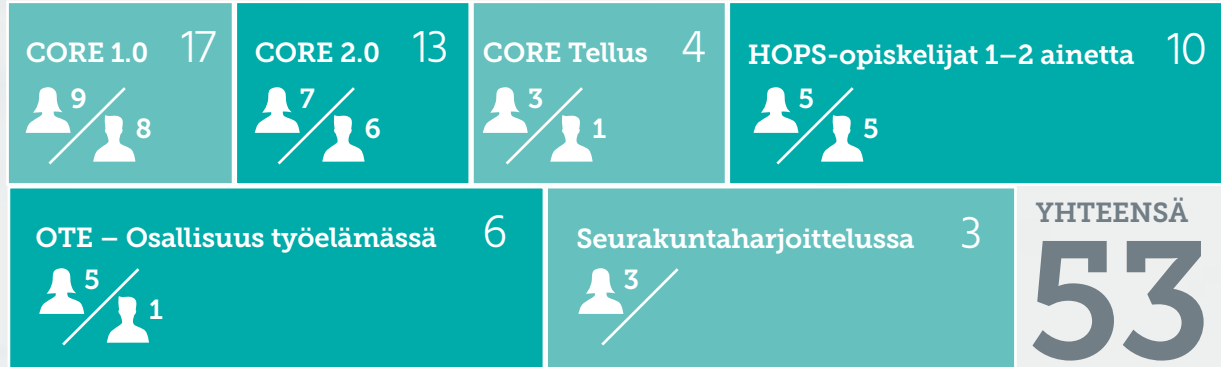 CORE 1.0 17
9
8
CORE 2.0 13
7
6
CORE Tellus 4
3
1
HOPS-opiskelijat 1–2 ainetta 10
5
5
OTE – Osallisuus työelämässä 6
5
1
Seurakuntaharjoittelussa 3
3
YHTEENSÄ
53